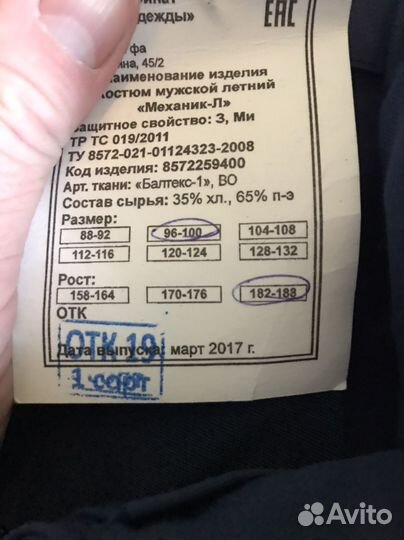 ЕАС
дежды»
фа
45/2
аименование изделия
остюм мужской летний
«Механик-Л»
ащитное свойство: З, Ми
ТР ТС 019/2011
ТУ 8572-021-01124323-2008
Код изделия: 8572259400
Арт. ткани: «Балтекс-1», ВО
Состав сырья: 35% хл., 65% п-э
Размер:
88-92 96-100 104-108
112-116 120-124 128-132
Рост:
158-164 170-176 182-188
ОТК
ОТК 19
Дата выпуска: март 2017 г.
1 сорт
Avito